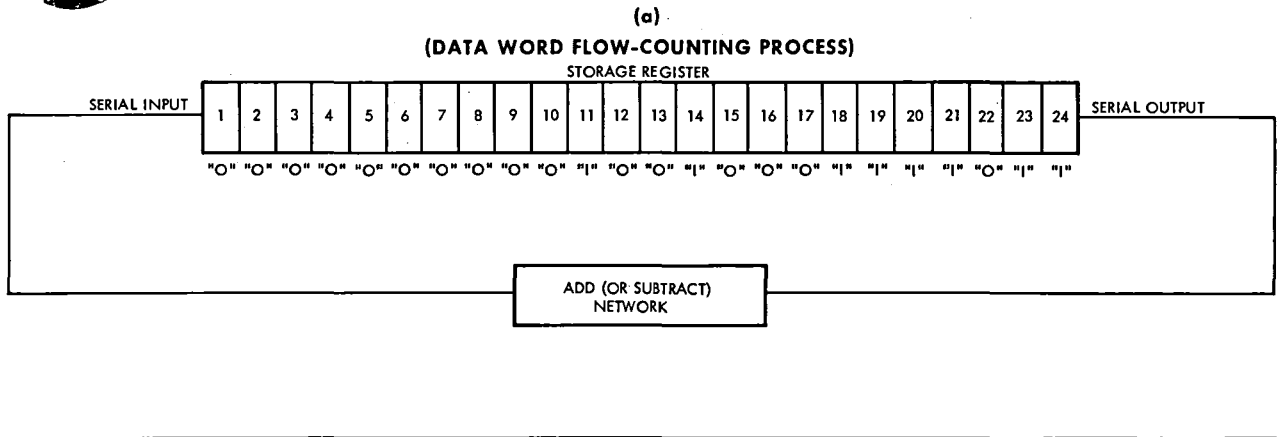 (a)
(DATA WORD FLOW-COUNTING PROCESS)
STORAGE REGISTER
SERIAL INPUT 1 2 3 4 5 6 7 8 9 10 11 12 13 14 15 16 17 18 19 20 21 22 23 24 SERIAL OUTPUT
"O" "O" "O" "O" "O" "O" "O" "O" "O" "O" "I" "O" "O" "I" "O" "O" "O" "I" "I" "I" "I" "O" "I" "I"
ADD (OR SUBTRACT)
NETWORK